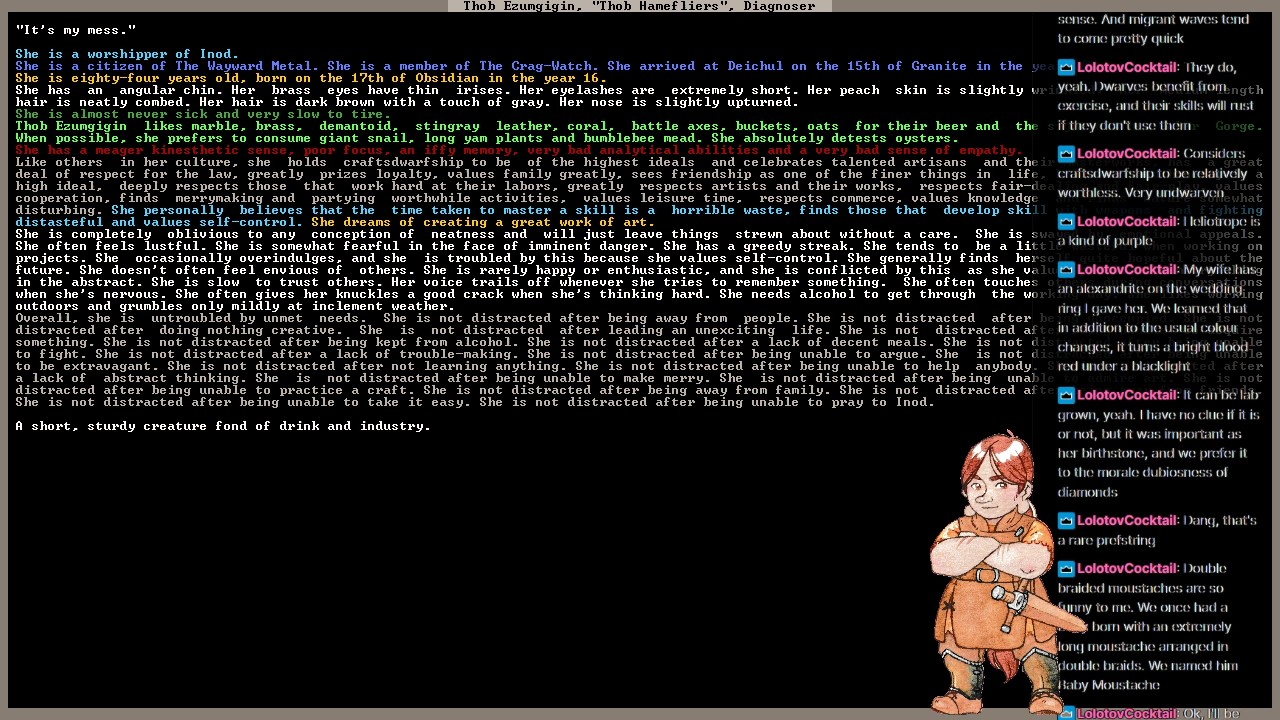 Thob Ezumgigin, "Thob Hamefliers", Diagnoser
"It's my mess."
She is a worshipper of Inod.
She is a citizen of The Wayward Metal. She is a member of The Crag-Watch. She arrived at Deichul on the 15th of Granite in the
She is eighty-four years old, born on the 17th of Obsidian in the year 16.
She has an angular chin. Her brass eyes have thin irises. Her eyelashes are extremely short. Her peach skin is slightly
hair is neatly combed. Her hair is dark brown with a touch of gray. Her nose is slightly upturned.
She is almost never sick and very slow to tire.
Thob Ezumgigin likes marble, brass, demantoid, stingray leather, coral, battle axes, buckets, oats for their beer and the Gorge.
When possible, she prefers to consume giant snail, long yam plants and bumblebee mead. She absolutely detests oysters
She has a meager kinesthetic sense, poor focus, an iffy memory, very bad analytical abilities and a very bad sense of empathy.
Like others in her culture, she holds craftsdwarfship to be of the highest ideals and celebrates talented artisans and their
deal of respect for the law, greatly prizes loyalty, values family greatly, sees friendship as one of the finer things in life,
high ideal, deeply respects those that work hard at their labors, greatly respects artists and their works, respects fair-deal values
cooperation, finds merrymaking and partying worthwhile activities, values leisure time, respects commerce, values knowledge somewhat
disturbing. She personally believes that the time taken to master a skill is a horrible waste, finds those that develop skill fighting
distasteful and values self-control. She dreams of creating a great work of art.
She is completely oblivious to any conception of neatness and will just leave things strewn about without a care. She is appeals.
She often feels lustful. She is somewhat fearful in the face of imminent danger. She has a greedy streak. She tends to be a working on
projects. She occasionally overindulges, and she is troubled by this because she values self-control. She generally finds about the
future. She doesn't often feel envious of others. She is rarely happy or enthusiastic, and she is conflicted by this as she
in the abstract. She is slow to trust others. Her voice trails off whenever she tries to remember something. She often touches
when she's nervous. She often gives her knuckles a good crack when she's thinking hard. She needs alcohol to get through the working
outdoors and grumbles only mildly at inclement weather.
Overall, she is untroubled by unmet needs. She is not distracted after being away from people. She is not distracted after
distracted after doing nothing creative. She is not distracted after leading an unexciting life. She is not distracted
something. She is not distracted after being kept from alcohol. She is not distracted after a lack of decent meals. She is not
to fight. She is not distracted after a lack of trouble-making. She is not distracted after being unable to argue. She is not unable
to be extravagant. She is not distracted after not learning anything. She is not distracted after being unable to help anybody. after
a lack of abstract thinking. She is not distracted after being unable to make merry. She is not distracted after being unable is not
distracted after being unable to practice a craft. She is not distracted after being away from family. She is not distracted
She is not distracted after being unable to take it easy. She is not distracted after being unable to pray to Inod.
A short, sturdy creature fond of drink and industry.
sense. And migrant waves tend
to come pretty quick
LolotovCocktail: They do,
yeah. Dwarves benefit from
exercise, and their skills will rust
if they don't use them
LolotovCocktail: Considers
craftsdwarfship to be relatively
worthless. Very undwarven
LolotovCocktail: Heliotrope is
a kind of purple
LolotovCocktail: My wife has
an alexandrite on the wedding
ring I gave her. We learned that
in addition to the usual colour
changes, it turns a bright blood
red under a blacklight
LolotovCocktail: It can be lab
grown, yeah. I have no clue if it is
or not, but it was important as
her birthstone, and we prefer it
to the morale dubiosness of
diamonds
LolotovCocktail: Dang, that's
a rare prefstring
LolotovCocktail: Double
braided moustaches are so
funny to me. We once had a
born with an extremely
long moustache arranged in
double braids. We named him
Baby Moustache
LolotovCocktail: Ok, I'll be